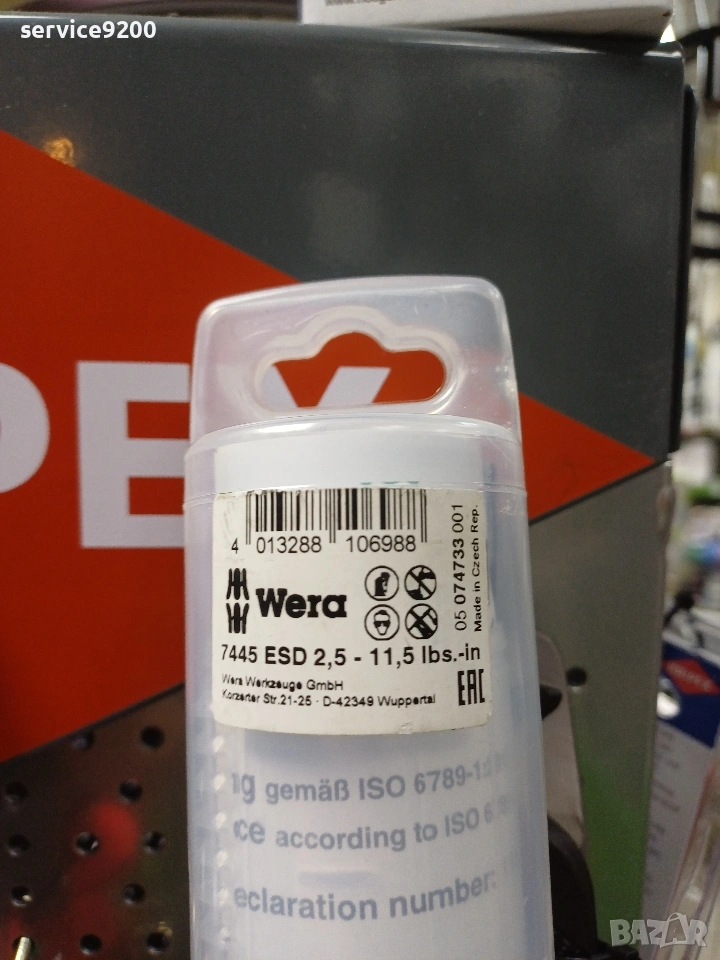 service9200
PEX
4 013288 106988
Wera
05 074733 001
Made in Czech Rep.
7445 ESD 2,5 - 11,5 lbs.-in
Wera Werkzeuge GmbH
Korzerter Str.21-25 · D-42349 Wuppertal
EAC
gemäß ISO 6789-1:
according to ISO
number:
BAZAR